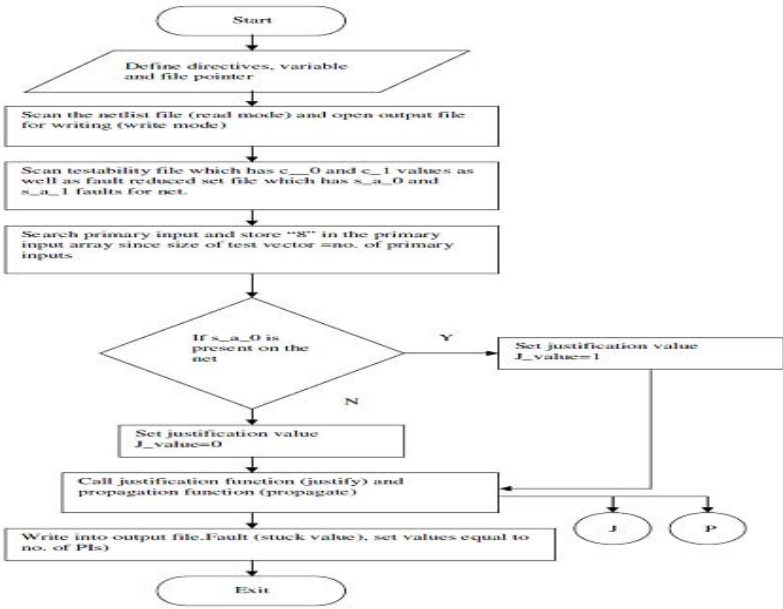 Start
Define directives, variable
and file pointer
Scan the netlist file (read mode) and open output file
for writing (write mode)
Scan testability file which has c__0 and c_1 values as
well as fault reduced set file which has s_a_0 and
s_a_1 faults for net.
Search primary input and store “8” in the primary
input array since size of test vector =no. of primary
inputs
If s_a_0 is
present on the
net
Y
Set justification value
J_value=1
N
Set justification value
J_value=0
Call justification function (justify) and
propagation function (propagate)
J
P
Write into output file.Fault (stuck value), set values equal to
no. of PIs)
Exit